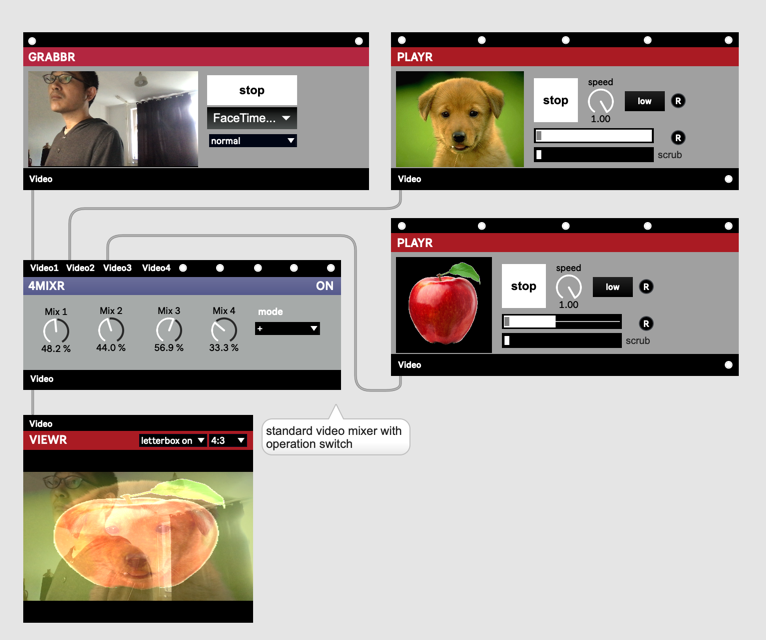 GRABBR
stop
FaceTime...
normal
Video
PLAYR
stop
speed
1.00
low
R
R
scrub
Video
PLAYR
stop
speed
1.00
low
R
R
scrub
Video
Video1 Video2 Video3 Video4
4MIXR ON
Mix 1 Mix 2 Mix 3 Mix 4
mode
+
48.2 % 44.0 % 56.9 % 33.3 %
Video
Video
VIEWR letterbox on 4:3
standard video mixer with
operation switch